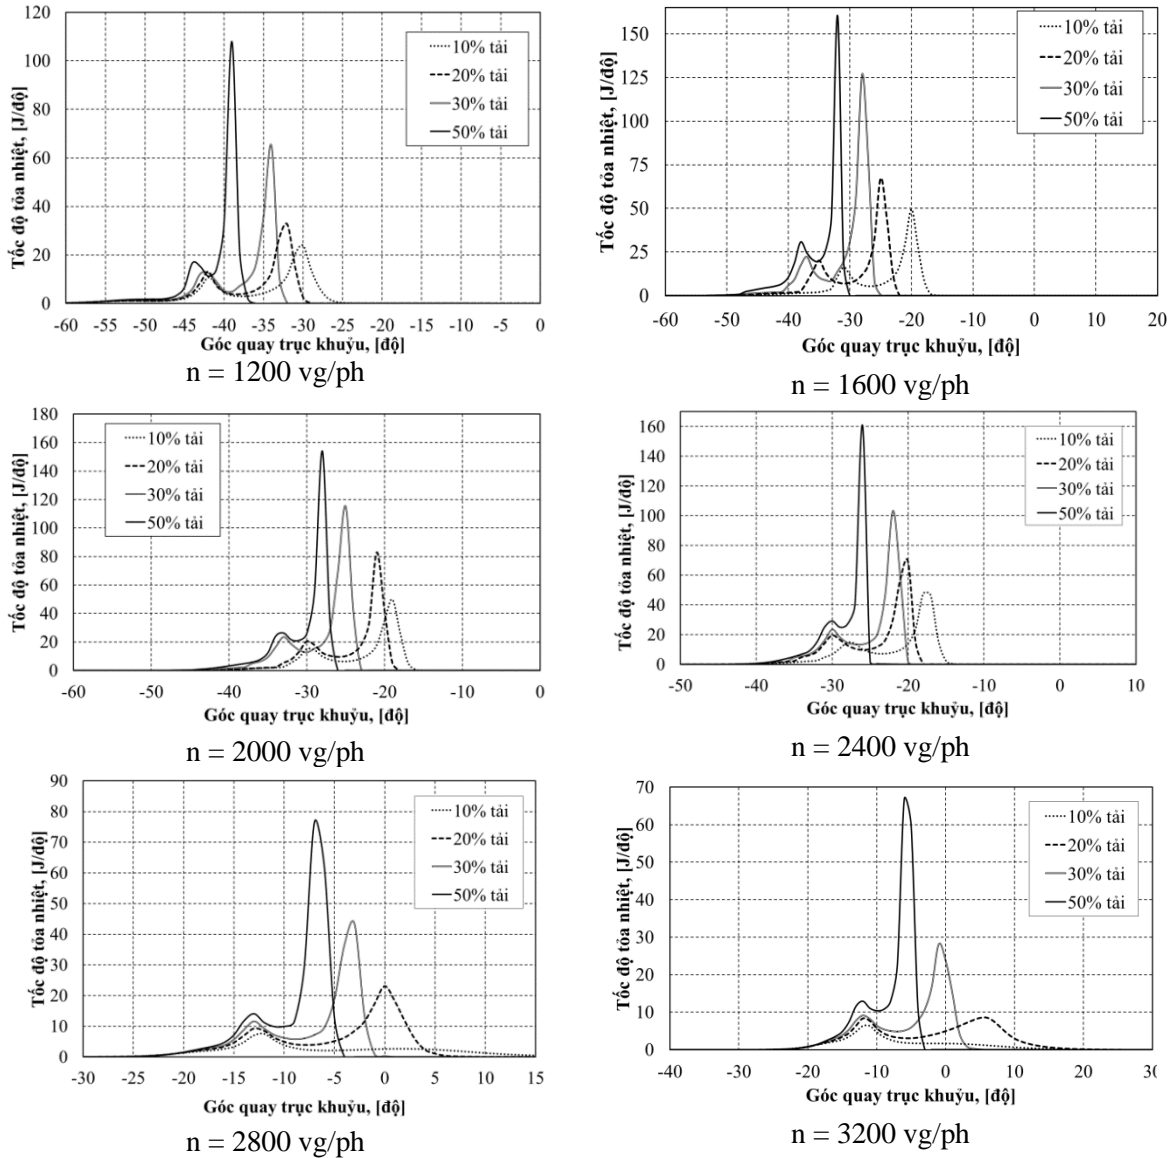 Tốc độ tỏa nhiệt, [J/độ]
120
100
80
60
40
20
0
10% tải
20% tải
30% tải
50% tải
-60 -55 -50 -45 -40 -35 -30 -25 -20 -15 -10 -5 0
Góc quay trục khuỷu, [độ]
n = 1200 vg/ph
Tốc độ tỏa nhiệt, [J/độ]
150
125
100
75
50
25
0
10% tải
20% tải
30% tải
50% tải
-60 -50 -40 -30 -20 -10 0 10 20
Góc quay trục khuỷu, [độ]
n = 1600 vg/ph
Tốc độ tỏa nhiệt, [J/độ]
180
160
140
120
100
80
60
40
20
0
10% tải
20% tải
30% tải
50% tải
-60 -50 -40 -30 -20 -10 0
Góc quay trục khuỷu, [độ]
n = 2000 vg/ph
Tốc độ tỏa nhiệt, [J/độ]
160
140
120
100
80
60
40
20
0
10% tải
20% tải
30% tải
50% tải
-50 -40 -30 -20 -10 0 10
Góc quay trục khuỷu, [độ]
n = 2400 vg/ph
Tốc độ tỏa nhiệt, [J/độ]
90
80
70
60
50
40
30
20
10
0
10% tải
20% tải
30% tải
50% tải
-30 -25 -20 -15 -10 -5 0 5 10 15
Góc quay trục khuỷu, [độ]
n = 2800 vg/ph
Tốc độ tỏa nhiệt, [J/độ]
70
60
50
40
30
20
10
0
10% tải
20% tải
30% tải
50% tải
-40 -30 -20 -10 0 10 20 30
Góc quay trục khuỷu, [độ]
n = 3200 vg/ph